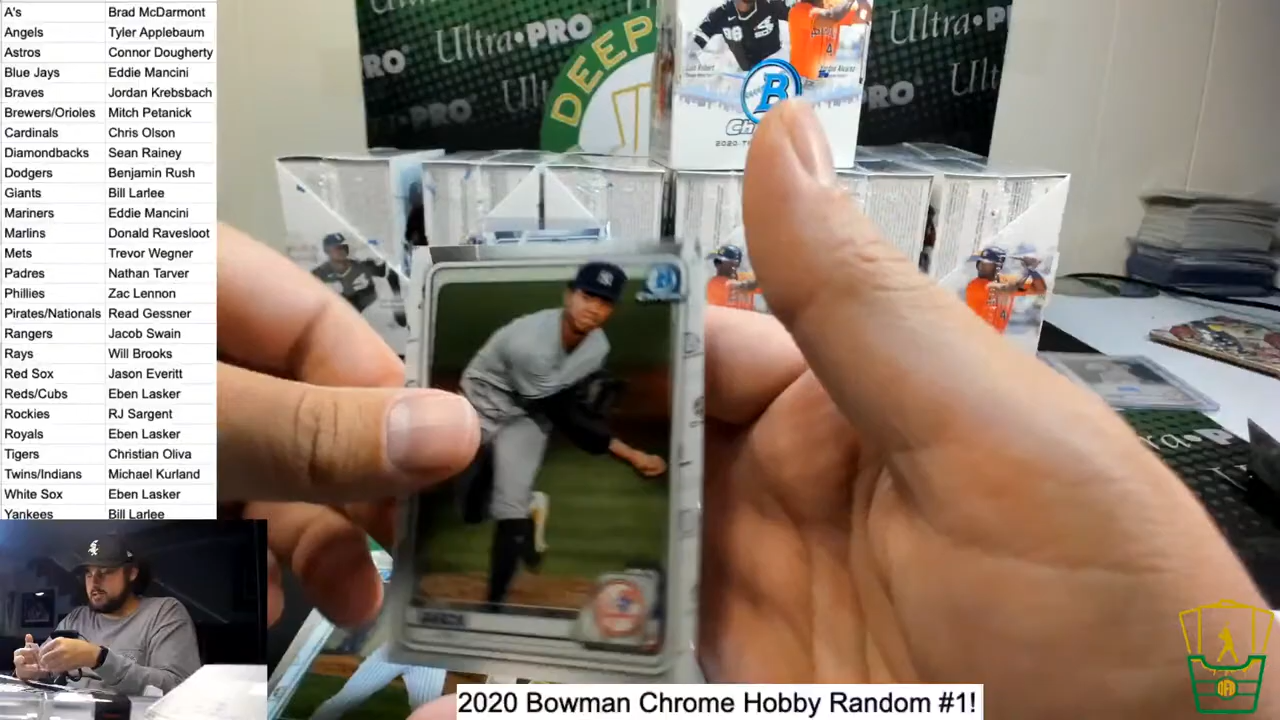 A's Brad McDarmont
Angels Tyler Applebaum
Astros Connor Dougherty
Blue Jays Eddie Mancini
Braves Jordan Krebsbach
Brewers/Orioles Mitch Petanick
Cardinals Chris Olson
Diamondbacks Sean Rainey
Dodgers Benjamin Rush
Giants Bill Larlee
Mariners Eddie Mancini
Marlins Donald Ravesloot
Mets Trevor Wegner
Padres Nathan Tarver
Phillies Zac Lennon
Pirates/Nationals Read Gessner
Rangers Jacob Swain
Rays Will Brooks
Red Sox Jason Everitt
Reds/Cubs Eben Lasker
Rockies RJ Sargent
Royals Eben Lasker
Tigers Christian Oliva
Twins/Indians Michael Kurland
White Sox Eben Lasker
Yankees Bill Larlee
Ultra•PRO
Ultra•PRO
DEEP
B
2020 Bowman Chrome Hobby Random #1!